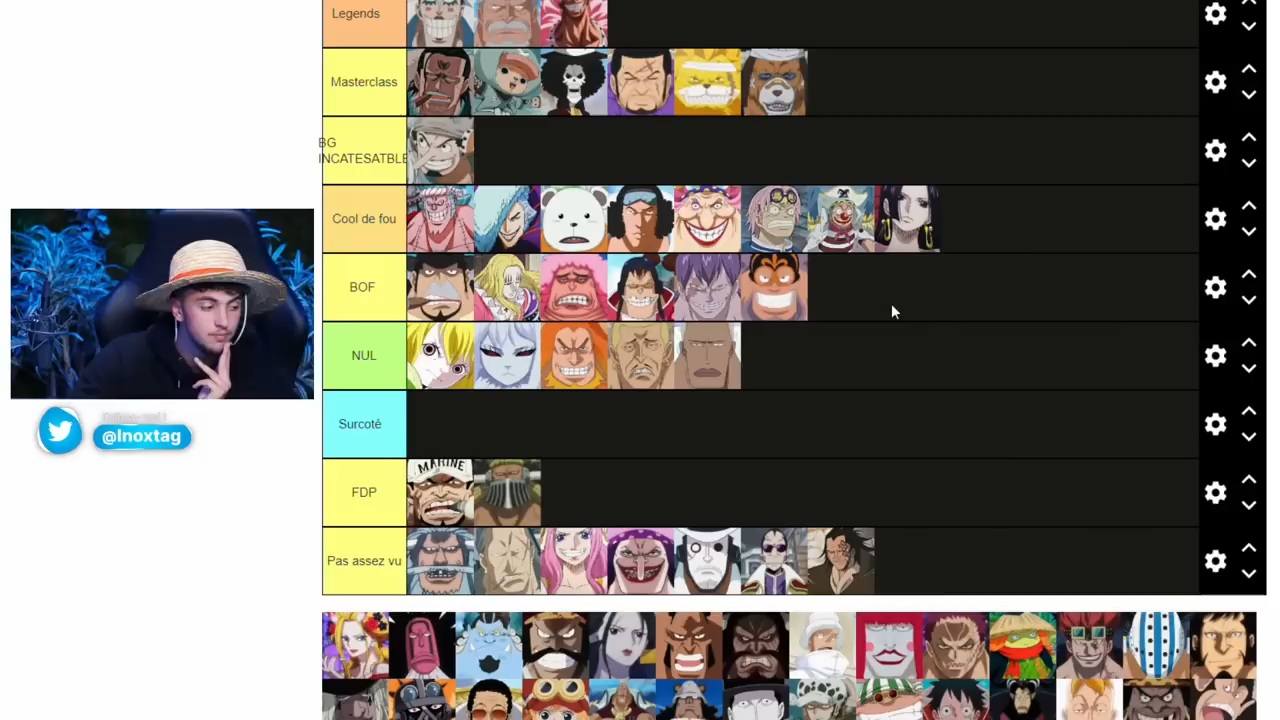 Legends
Masterclass
BG
INCATESATBLE
Cool de fou
BOF
NUL
Surcoté
FDP
MARINE
Pas assez vu
@Inoxtag